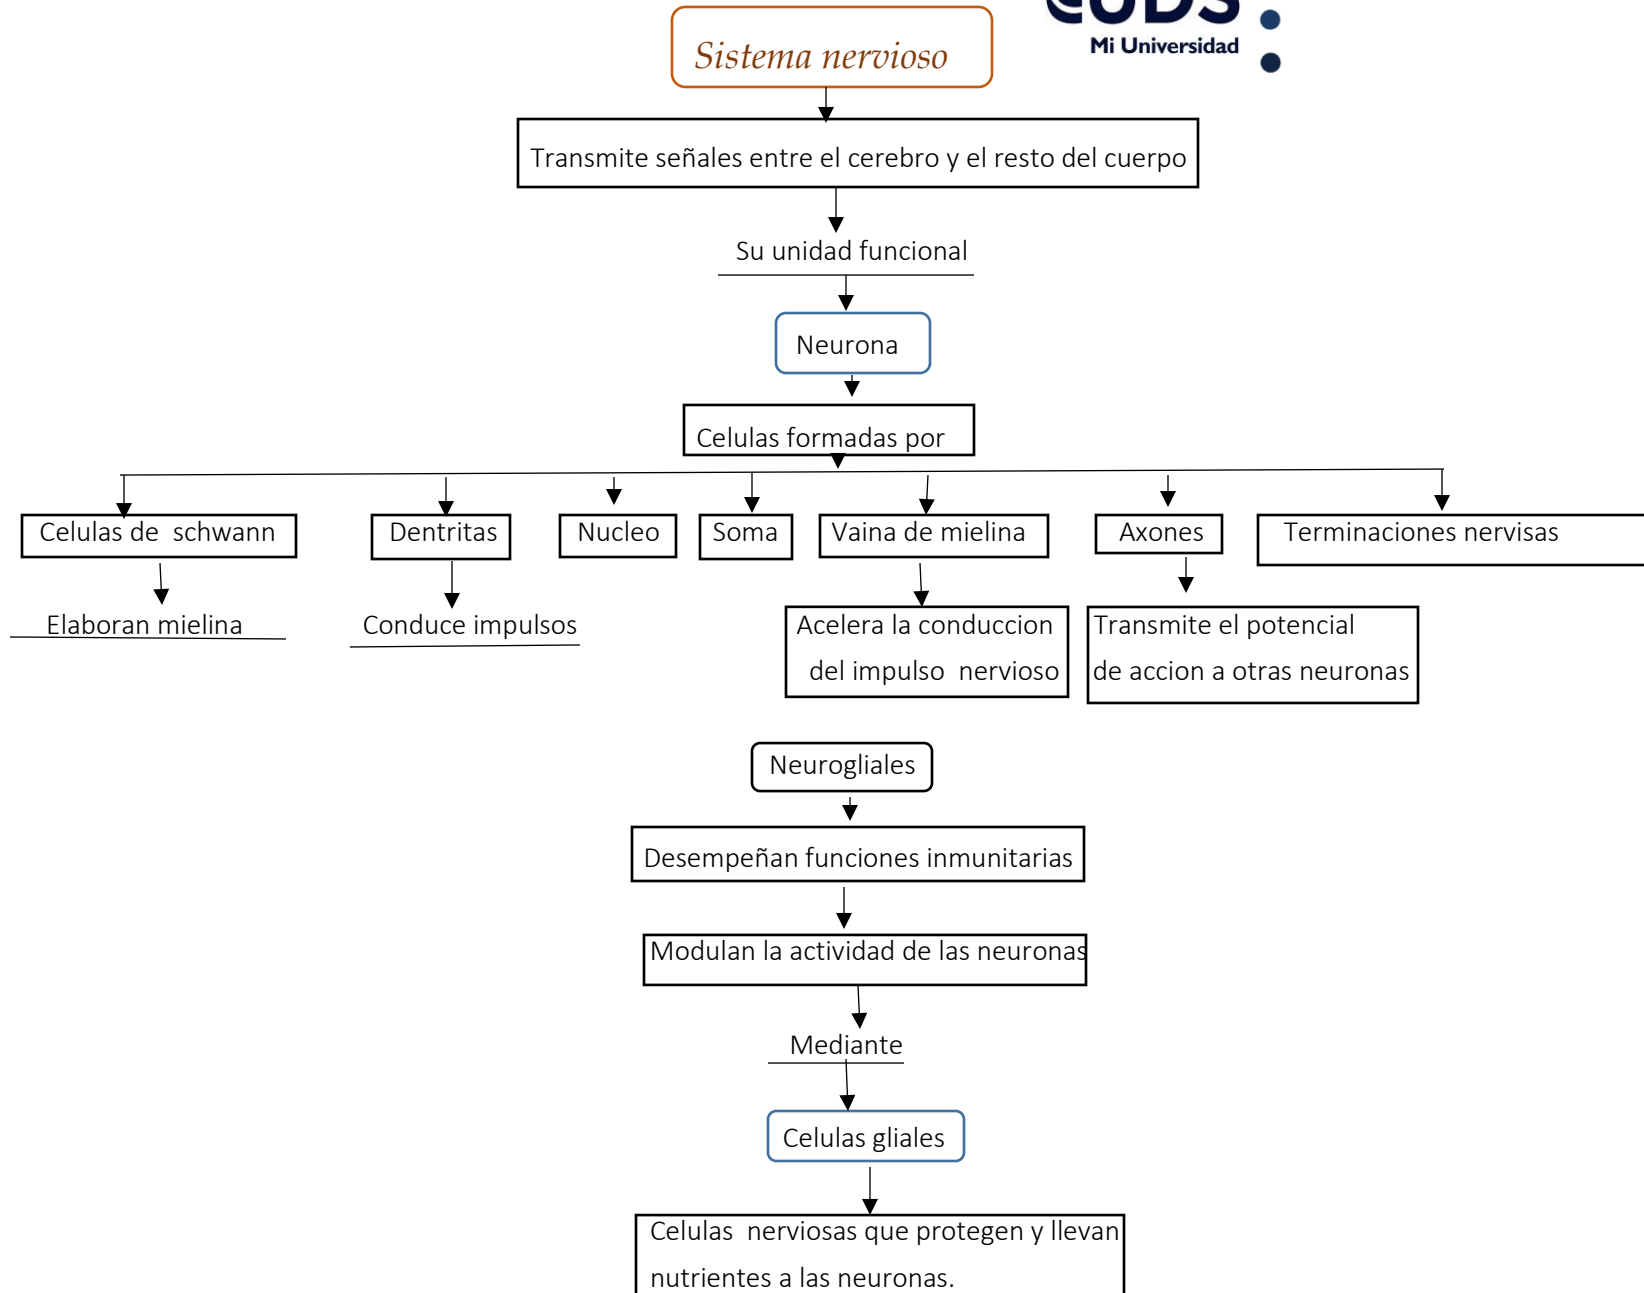 Mi Universidad
Sistema nervioso
Transmite señales entre el cerebro y el resto del cuerpo
Su unidad funcional
Neurona
Celulas formadas por
Celulas de schwann
Dentritas
Nucleo
Soma
Vaina de mielina
Axones
Terminaciones nervisas
Elaboran mielina
Conduce impulsos
Acelera la conduccion
del impulso nervioso
Transmite el potencial
de accion a otras neuronas
Neurogliales
Desempeñan funciones inmunitarias
Modulan la actividad de las neuronas
Mediante
Celulas gliales
Celulas nerviosas que protegen y llevan
nutrientes a las neuronas.